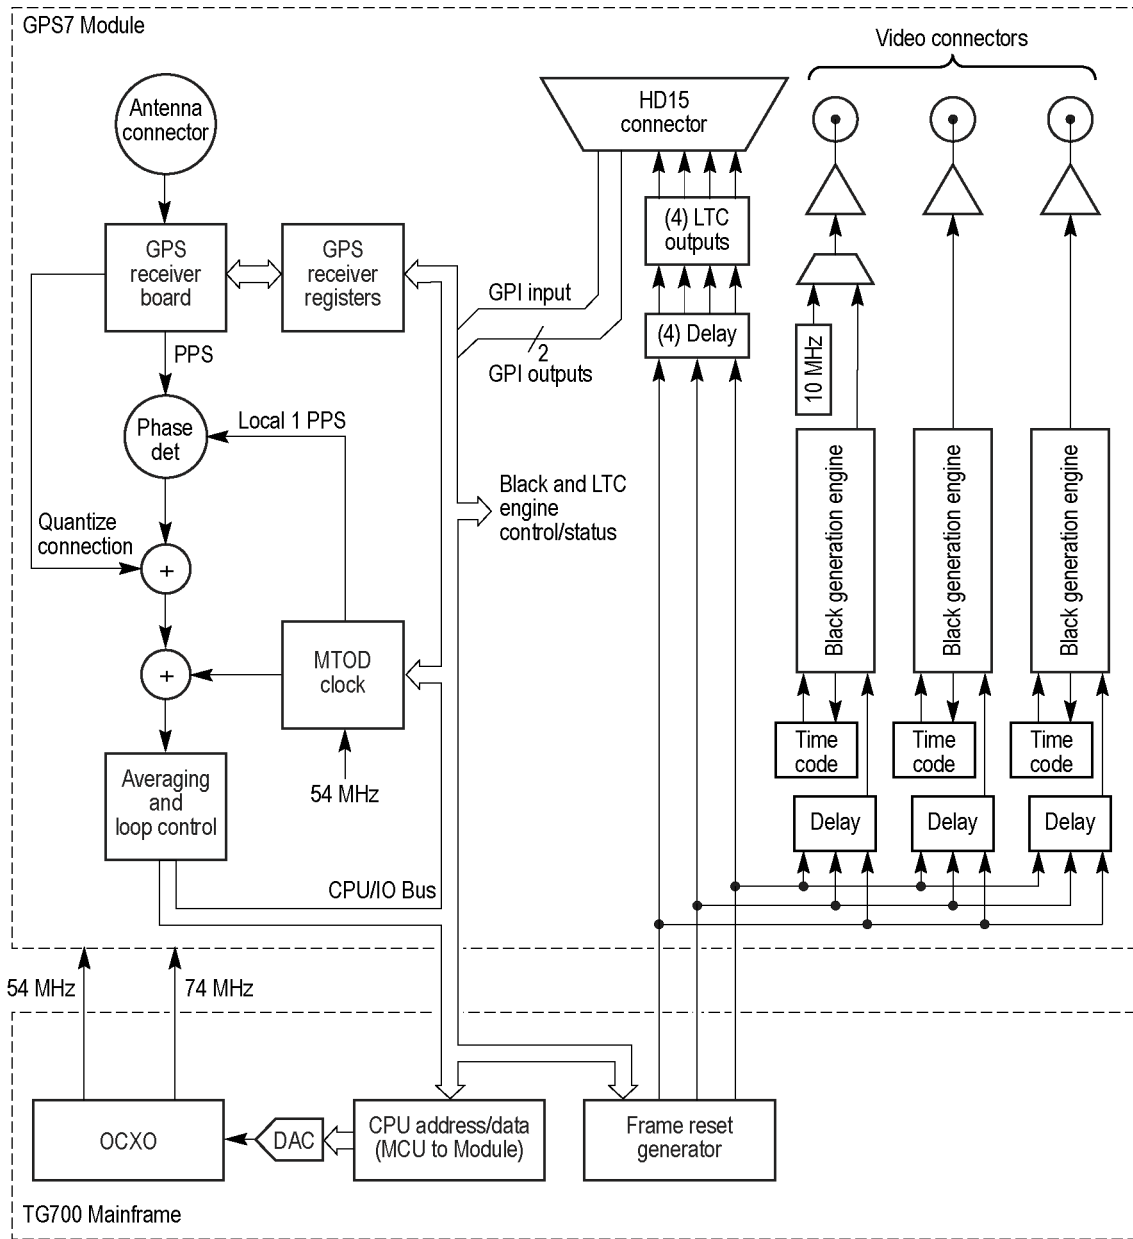 GPS7 Module
Video connectors
Antenna
connector
HD15
connector
(4) LTC
outputs
GPS
receiver
board
GPS
receiver
registers
GPI input
(4) Delay
2
GPI outputs
10 MHz
PPS
Phase
det
Local 1 PPS
Black and LTC
engine
control/status
Quantize
connection
+
+
MTOD
clock
54 MHz
Black generation engine
Black generation engine
Black generation engine
Time
code
Time
code
Time
code
Averaging
and
loop control
Delay
Delay
Delay
CPU/IO Bus
54 MHz
74 MHz
OCXO
DAC
CPU address/data
(MCU to Module)
Frame reset
generator
TG700 Mainframe